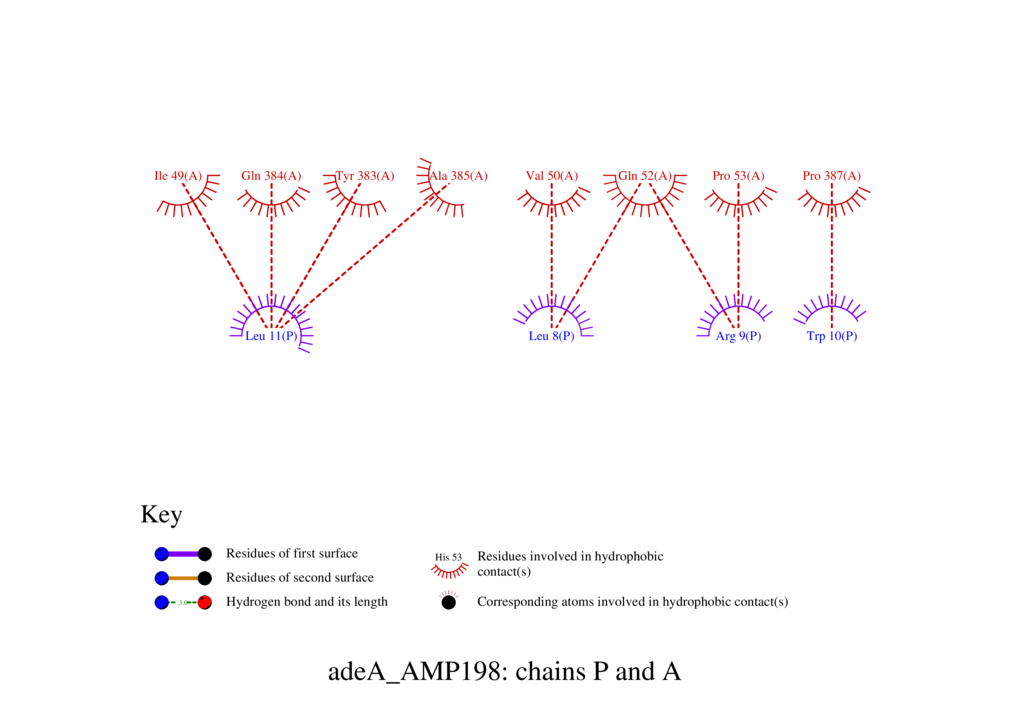 Ile 49(A) Gln 384(A) Tyr 383(A) Ala 385(A) Val 50(A) Gln 52(A) Pro 53(A) Pro 387(A)
Leu 11(P) Leu 8(P) Arg 9(P) Trp 10(P)
Key
Residues of first surface
Residues of second surface
3.0 Hydrogen bond and its length
His 53 Residues involved in hydrophobic
contact(s)
Corresponding atoms involved in hydrophobic contact(s)
adeA_AMP198: chains P and A